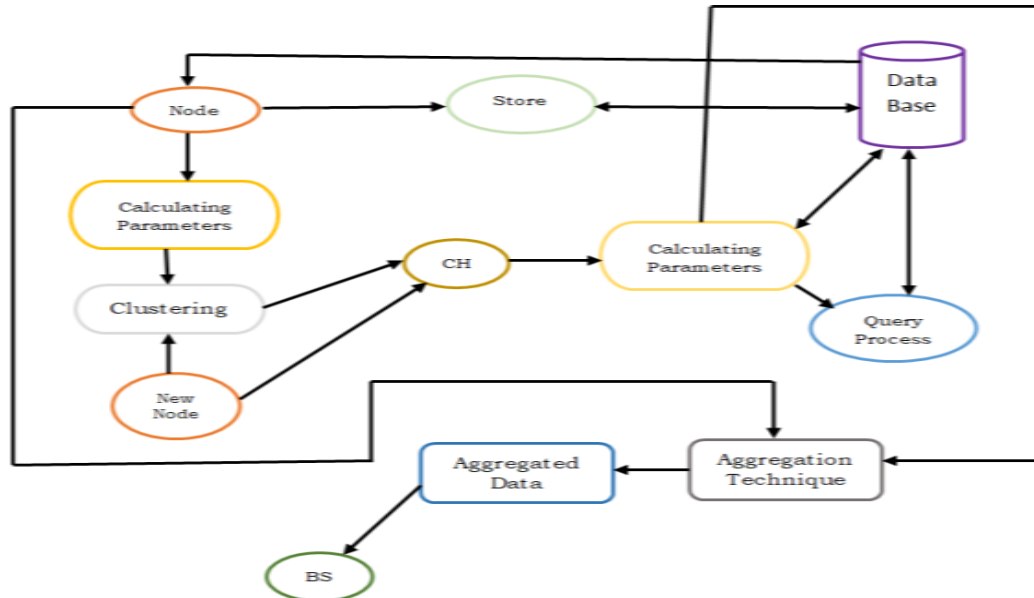 Node
Store
Data
Base
Calculating
Parameters
CH
Calculating
Parameters
Clustering
Query
Process
New
Node
Aggregated
Data
Aggregation
Technique
BS